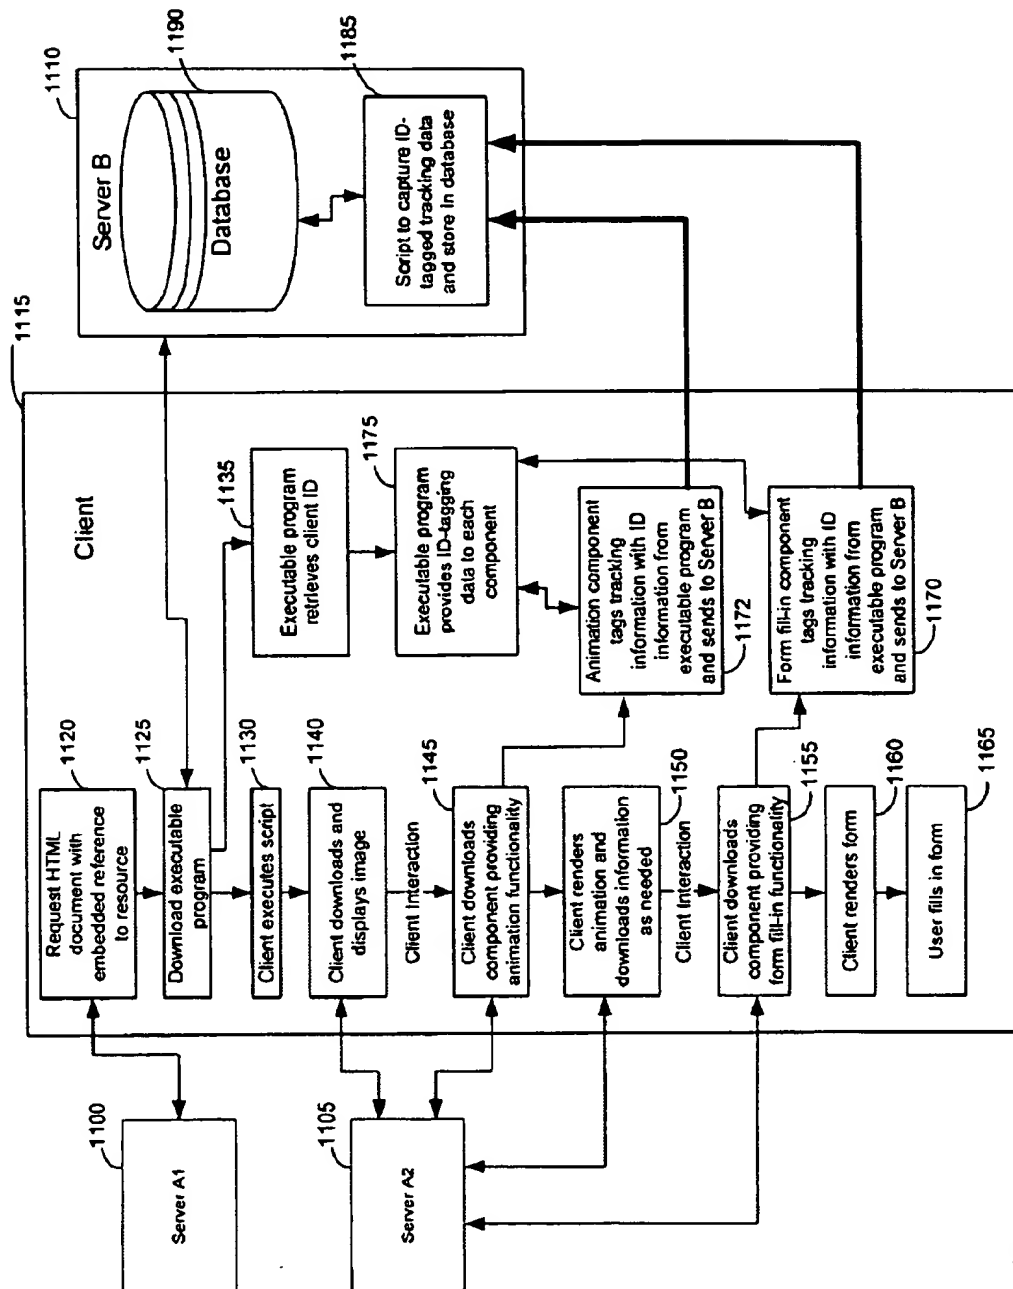 1110
Server B
1190
Database
1185
Script to capture ID-
tagged tracking data
and store in database
1115
Client
1120
Request HTML
document with
embedded reference
to resource
1125
Download executable
program
1130
Client executes script
1135
Executable program
retrieves client ID
1175
Executable program
provides ID-tagging
data to each
component
1140
Client downloads and
displays image
Client Interaction
1145
Client downloads
component providing
animation functionality
Animation component
tags tracking
information with ID
information from
executable program
and sends to Server B
1172
1150
Client renders
animation and
downloads information
as needed
Client Interaction
1155
Client downloads
component providing
form fill-in functionality
Form fill-in component
tags tracking
information with ID
information from
executable program
and sends to Server B
1170
1160
Client renders form
1165
User fills in form
1100
Server A1
1105
Server A2